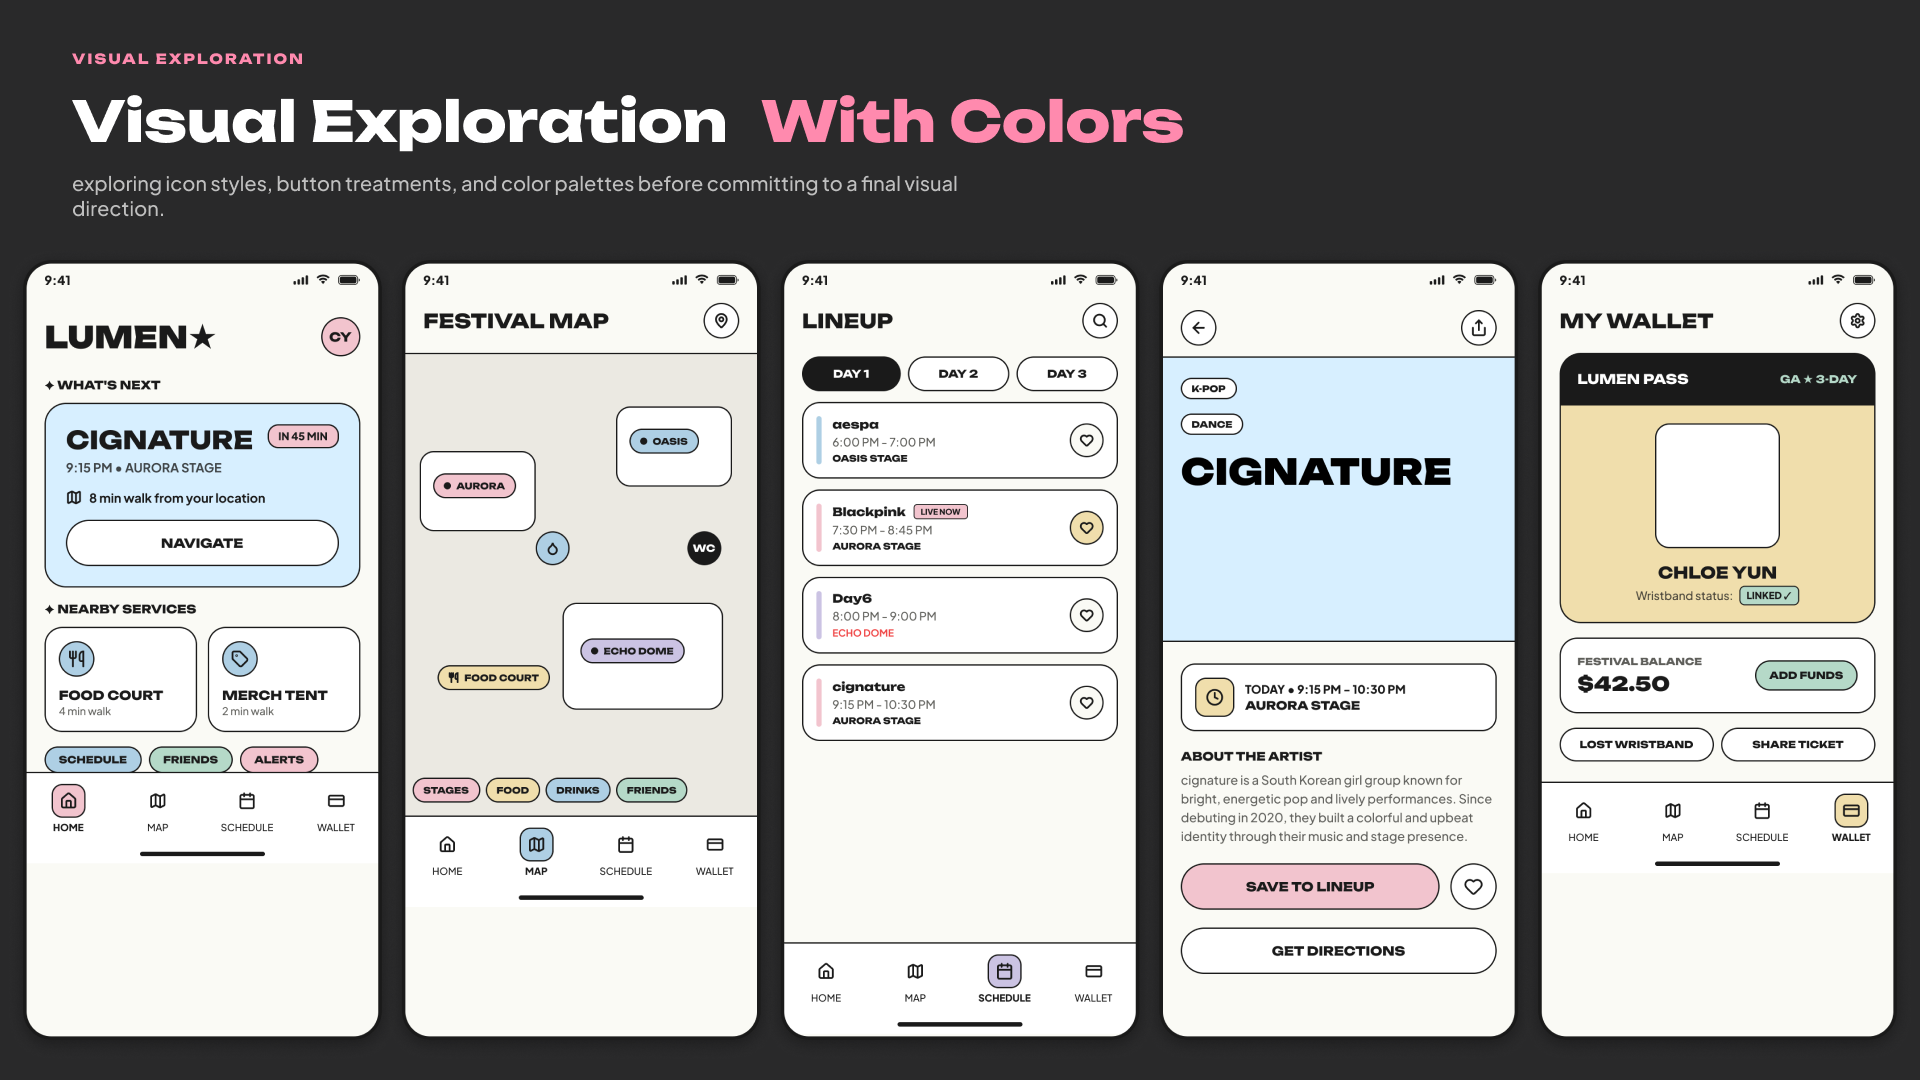 VISUAL EXPLORATION
Visual Exploration With Colors
exploring icon styles, button treatments, and color palettes before committing to a final visual
direction.
9:41
LUMEN★
CY
✦ WHAT'S NEXT
CIGNATURE
IN 45 MIN
9:15 PM • AURORA STAGE
8 min walk from your location
NAVIGATE
✦ NEARBY SERVICES
FOOD COURT
4 min walk
MERCH TENT
2 min walk
SCHEDULE
FRIENDS
ALERTS
HOME
MAP
SCHEDULE
WALLET
9:41
FESTIVAL MAP
OASIS
AURORA
WC
ECHO DOME
FOOD COURT
STAGES
FOOD
DRINKS
FRIENDS
HOME
MAP
SCHEDULE
WALLET
9:41
LINEUP
DAY 1
DAY 2
DAY 3
aespa
6:00 PM - 7:00 PM
OASIS STAGE
Blackpink
LIVE NOW
7:30 PM - 8:45 PM
AURORA STAGE
Day6
8:00 PM - 9:00 PM
ECHO DOME
cignature
9:15 PM - 10:30 PM
AURORA STAGE
HOME
MAP
SCHEDULE
WALLET
9:41
K-POP
DANCE
CIGNATURE
TODAY • 9:15 PM - 10:30 PM
AURORA STAGE
ABOUT THE ARTIST
cignature is a South Korean girl group known for
bright, energetic pop and lively performances. Since
debuting in 2020, they built a colorful and upbeat
identity through their music and stage presence.
SAVE TO LINEUP
GET DIRECTIONS
9:41
MY WALLET
LUMEN PASS
GA ★ 3-DAY
CHLOE YUN
Wristband status:
LINKED ✓
FESTIVAL BALANCE
$42.50
ADD FUNDS
LOST WRISTBAND
SHARE TICKET
HOME
MAP
SCHEDULE
WALLET